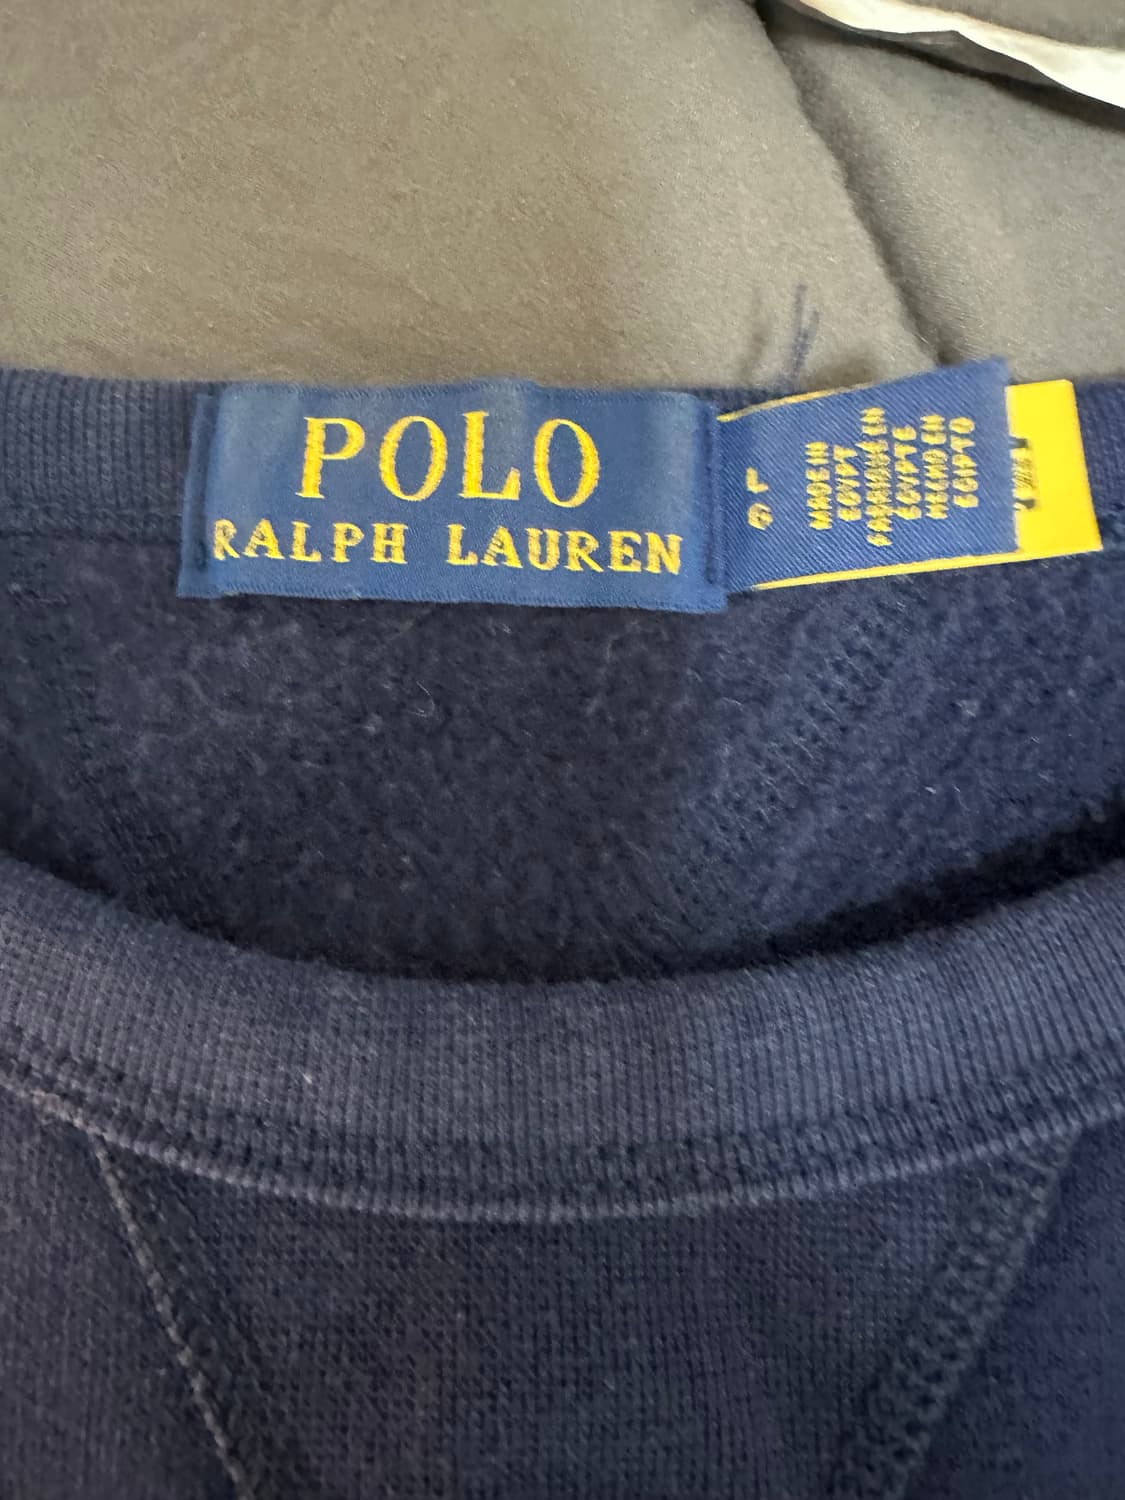 POLO
RALPH LAUREN
L
G
MADE IN
EGYPT
FABRIQUÉ EN
EGYPTE
HECHO EN
EGIPTO